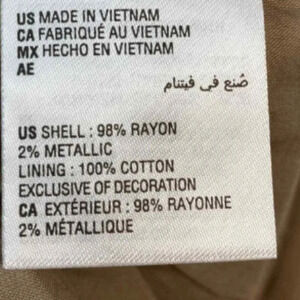 US MADE IN VIETNAM
CA FABRIQUÉ AU VIETNAM
MX HECHO EN VIETNAM
AE
صُنع في فيتنام
US SHELL : 98% RAYON
2% METALLIC
LINING : 100% COTTON
EXCLUSIVE OF DECORATION
CA EXTÉRIEUR : 98% RAYONNE
2% MÉTALLIQUE